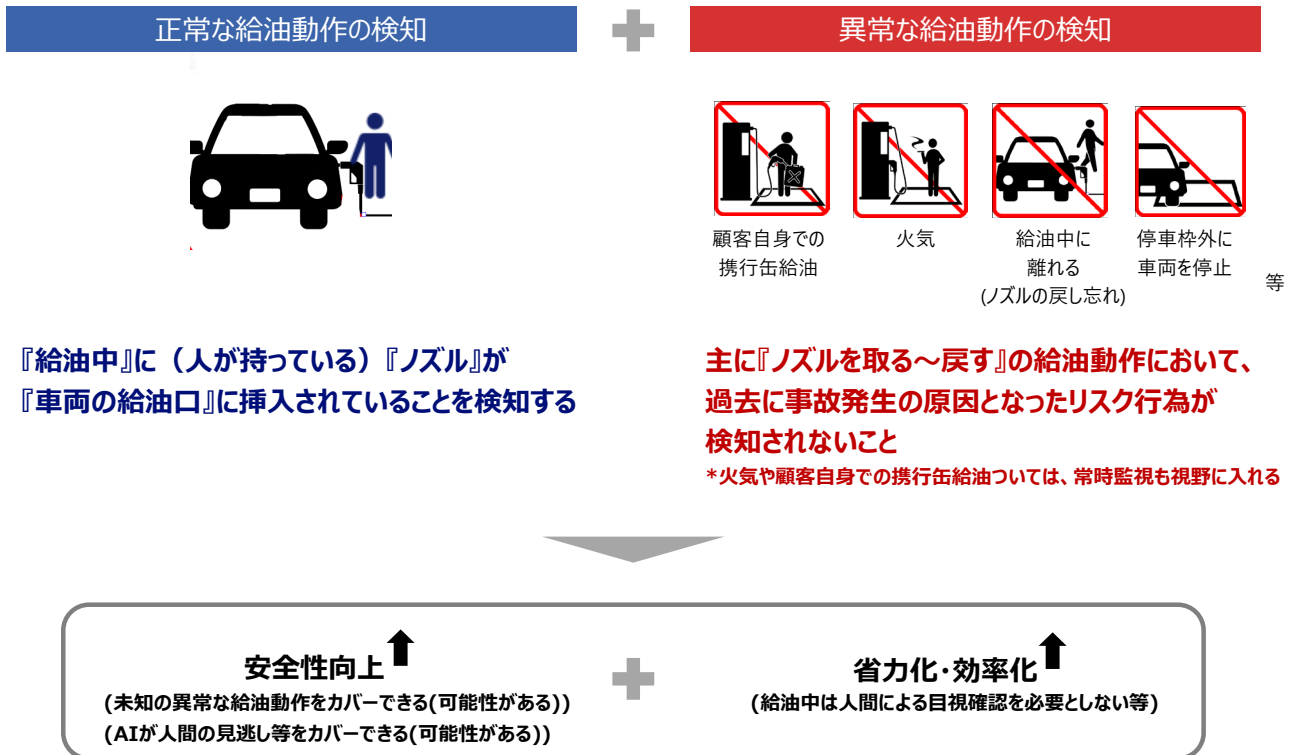 正常な給油動作の検知
異常な給油動作の検知
顧客自身での
携行缶給油
火気
給油中に
離れる
(ノズルの戻し忘れ)
停車枠外に
車両を停止
等
『給油中』に（人が持っている）『ノズル』が
『車両の給油口』に挿入されていることを検知する
主に『ノズルを取る～戻す』の給油動作において、
過去に事故発生の原因となったリスク行為が
検知されないこと
*火気や顧客自身での携行缶給油ついては、常時監視も視野に入れる
安全性向上
(未知の異常な給油動作をカバーできる(可能性がある))
(AIが人間の見逃し等をカバーできる(可能性がある))
省力化・効率化
(給油中は人間による目視確認を必要としない等)